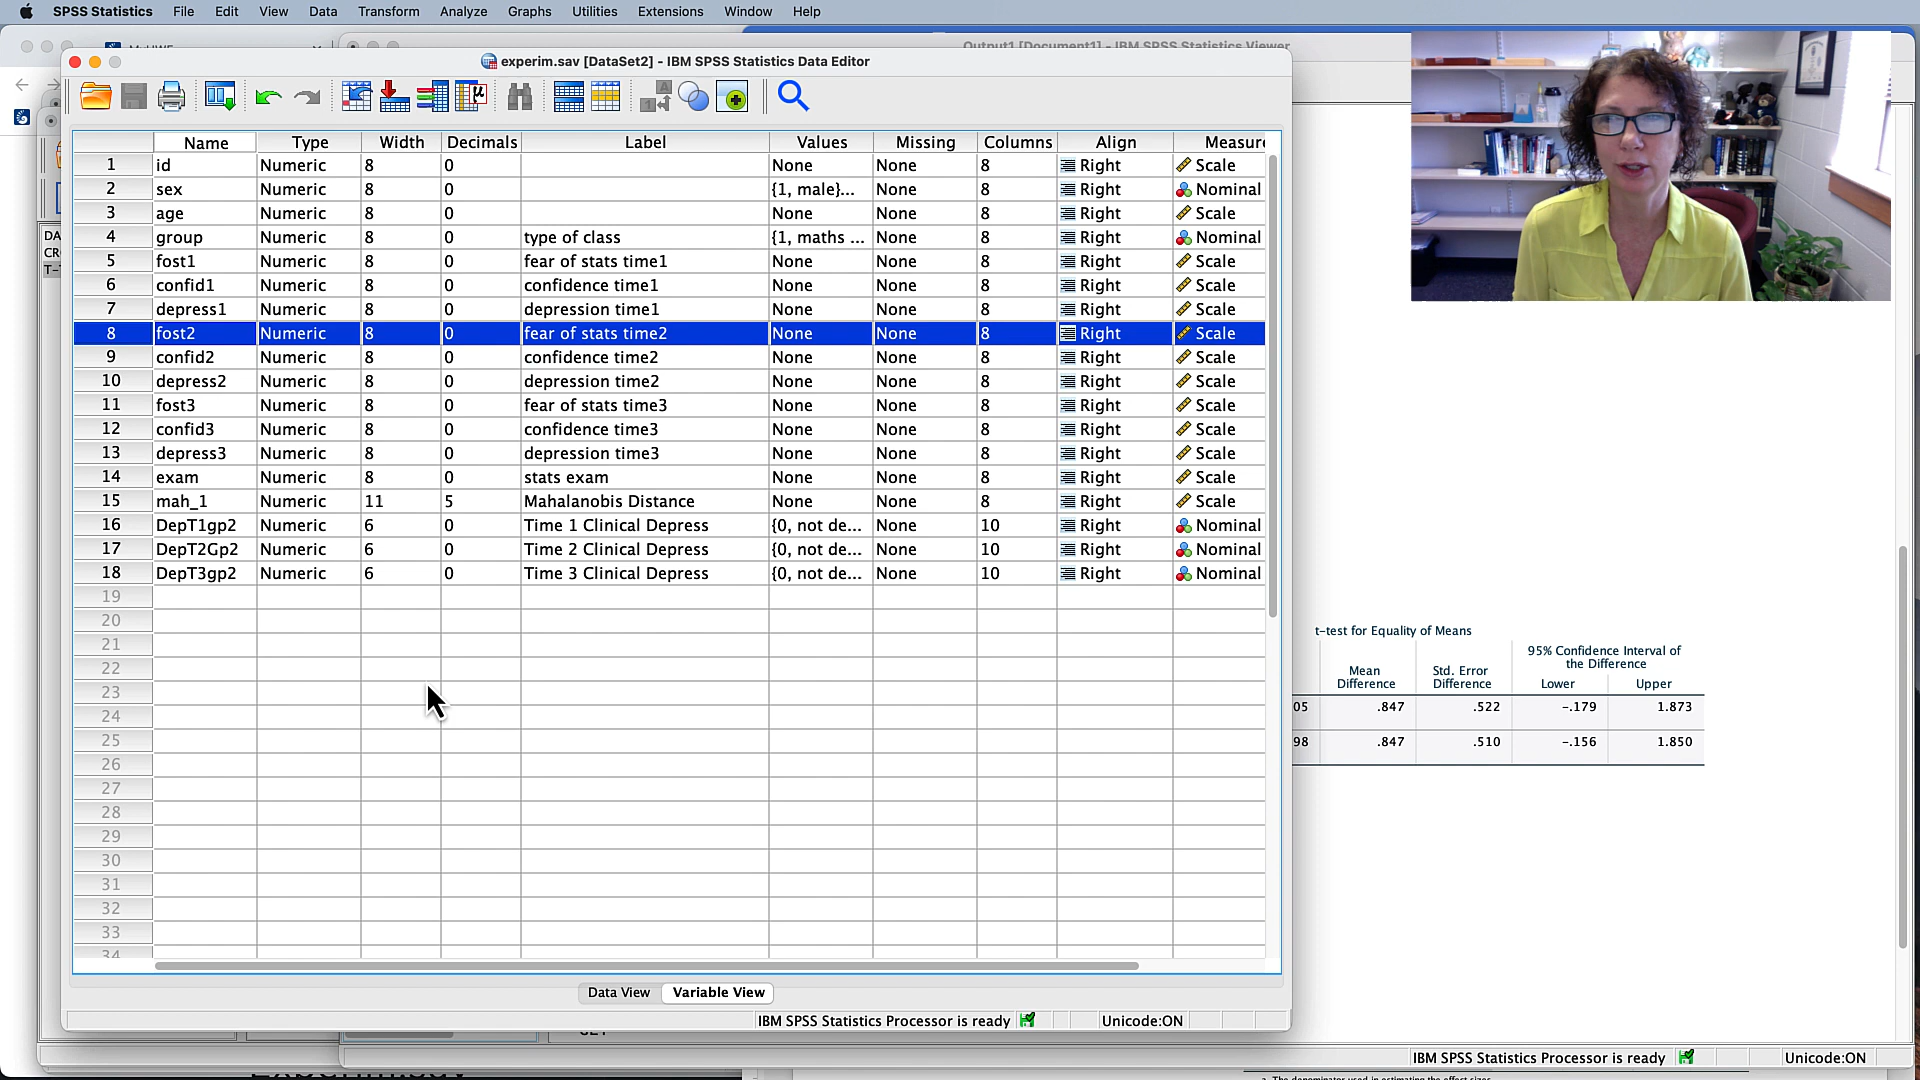 SPSS Statistics File Edit View Data Transform Analyze Graphs Utilities Extensions Window Help
Output1 [Document1] - IBM SPSS Statistics Viewer
experim.sav [DataSet2] - IBM SPSS Statistics Data Editor
Name Type Width Decimals Label Values Missing Columns Align Measure
1 id Numeric 8 0 None None 8 Right Scale
2 sex Numeric 8 0 {1, male}... None 8 Right Nominal
3 age Numeric 8 0 None None 8 Right Scale
4 group Numeric 8 0 type of class {1, maths ... None 8 Right Nominal
5 fost1 Numeric 8 0 fear of stats time1 None None 8 Right Scale
6 confid1 Numeric 8 0 confidence time1 None None 8 Right Scale
7 depress1 Numeric 8 0 depression time1 None None 8 Right Scale
8 fost2 Numeric 8 0 fear of stats time2 None None 8 Right Scale
9 confid2 Numeric 8 0 confidence time2 None None 8 Right Scale
10 depress2 Numeric 8 0 depression time2 None None 8 Right Scale
11 fost3 Numeric 8 0 fear of stats time3 None None 8 Right Scale
12 confid3 Numeric 8 0 confidence time3 None None 8 Right Scale
13 depress3 Numeric 8 0 depression time3 None None 8 Right Scale
14 exam Numeric 8 0 stats exam None None 8 Right Scale
15 mah_1 Numeric 11 5 Mahalanobis Distance None None 8 Right Scale
16 DepT1gp2 Numeric 6 0 Time 1 Clinical Depress {0, not de... None 10 Right Nominal
17 DepT2Gp2 Numeric 6 0 Time 2 Clinical Depress {0, not de... None 10 Right Nominal
18 DepT3gp2 Numeric 6 0 Time 3 Clinical Depress {0, not de... None 10 Right Nominal
19
20
21
22
23
24
25
26
27
28
29
30
31
32
33
34
Data View Variable View
IBM SPSS Statistics Processor is ready Unicode:ON
DA
CR
T-
t-test for Equality of Means
95% Confidence Interval of
the Difference
Mean
Difference
Std. Error
Difference
Lower Upper
05 .847 .522 -.179 1.873
98 .847 .510 -.156 1.850
IBM SPSS Statistics Processor is ready Unicode:ON
a. The denominator used in estimating the effect sizes.